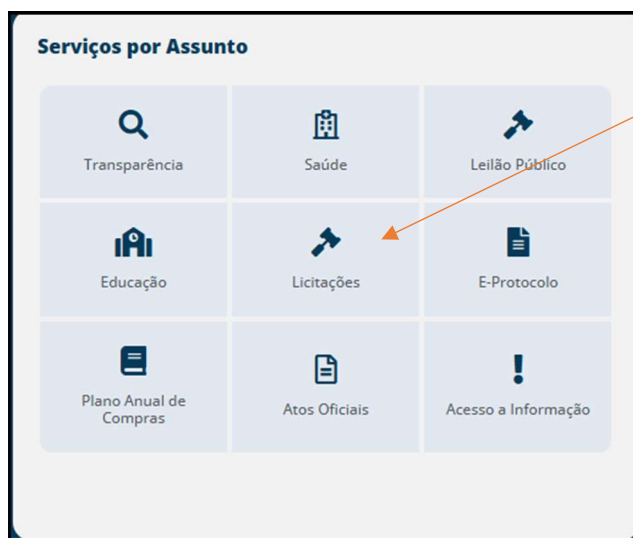 Serviços por Assunto
Transparência
Saúde
Leilão Público
Educação
Licitações
E-Protocolo
Plano Anual de
Compras
Atos Oficiais
Acesso a Informação